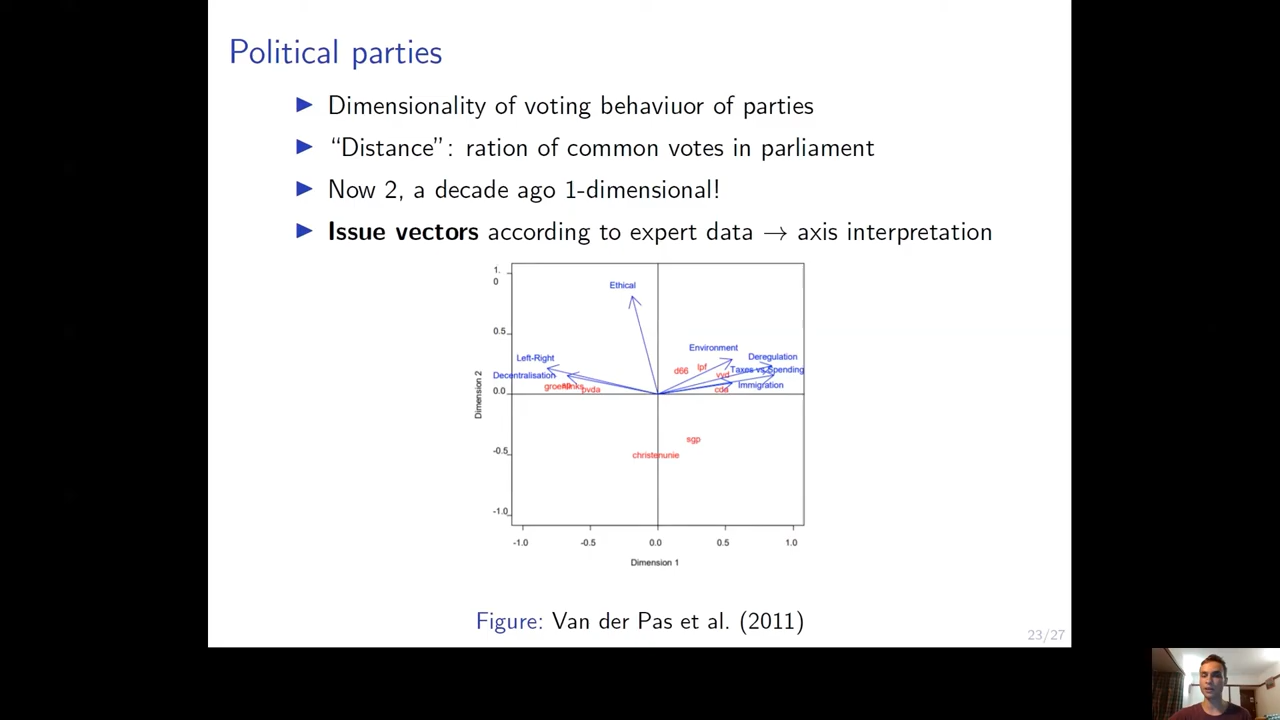 Political parties
Dimensionality of voting behaviuor of parties
“Distance”: ration of common votes in parliament
Now 2, a decade ago 1-dimensional!
Issue vectors according to expert data → axis interpretation
1.
0
Ethical
0.5
Environment
Left-Right
Deregulation
d66
lpf
Decentralisation
vvd
Taxes vs Spending
0.0
groenlinks
sp
pvda
cda
Immigration
Dimension 2
-0.5
sgp
christenunie
-1.0
-1.0 -0.5 0.0 0.5 1.0
Dimension 1
Figure: Van der Pas et al. (2011)
23/27